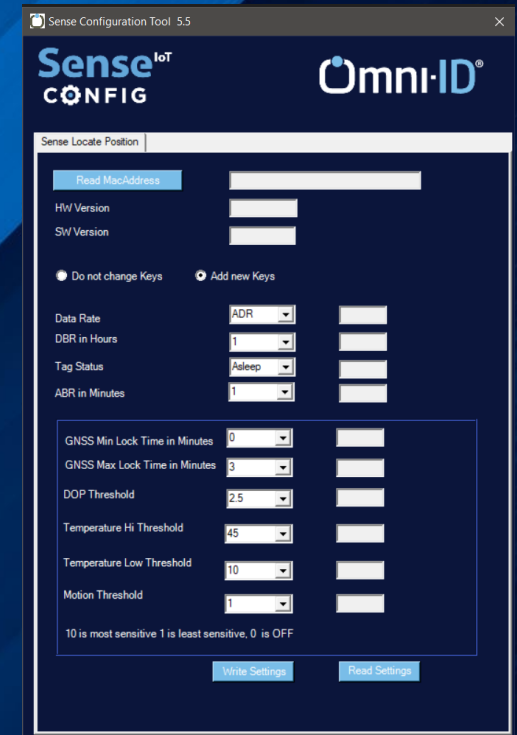 Sense Configuration Tool 5.5
Sense IoT
CONFIG
Omni-ID®
Sense Locate Position
Read MacAddress
HW Version
SW Version
Do not change Keys Add new Keys
Data Rate ADR
DBR in Hours 1
Tag Status Asleep
ABR in Minutes 1
GNSS Min Lock Time in Minutes 0
GNSS Max Lock Time in Minutes 3
DOP Threshold 2.5
Temperature Hi Threshold 45
Temperature Low Threshold 10
Motion Threshold 1
10 is most sensitive 1 is least sensitive, 0 is OFF
Write Settings Read Settings